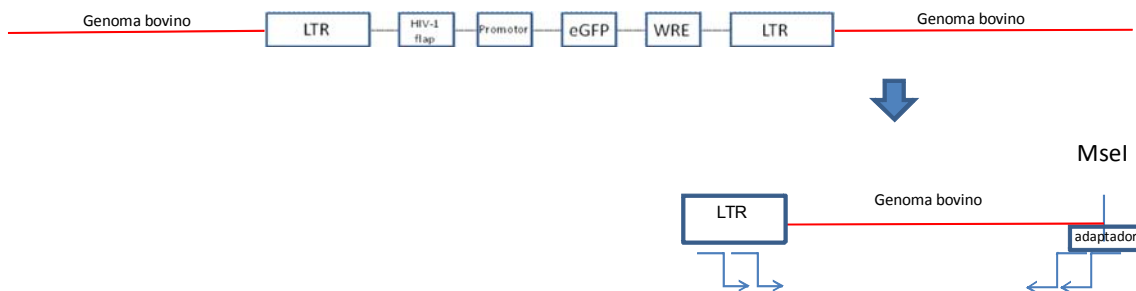 Genoma bovino
LTR
HIV-1
flap
Promotor
eGFP
WRE
LTR
Genoma bovino
MseI
LTR
Genoma bovino
adaptador